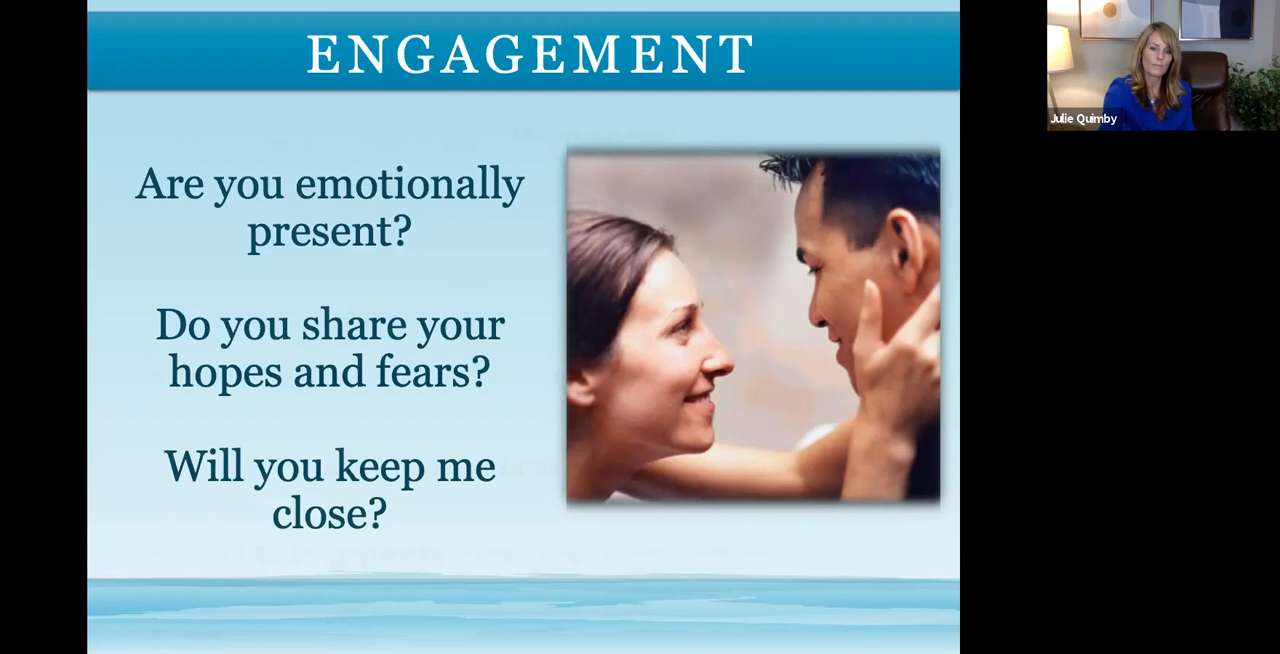 ENGAGEMENT
Are you emotionally
present?
Do you share your
hopes and fears?
Will you keep me
close?
Julie Quimby